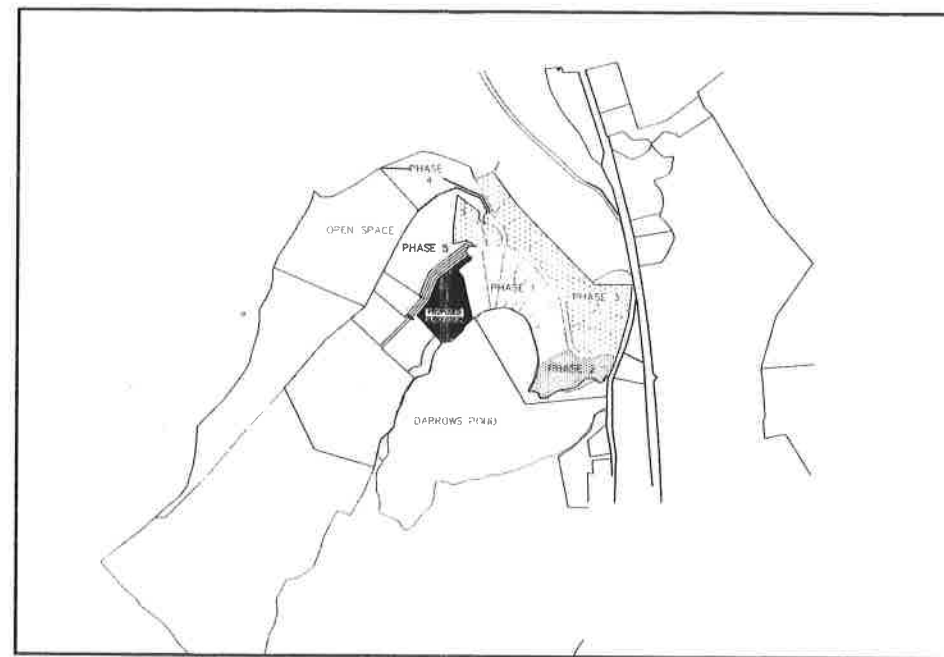 PHASE
4
OPEN SPACE
PHASE 5
PHASE 1
PHASE 3
PHASE 2
DARROWS POND